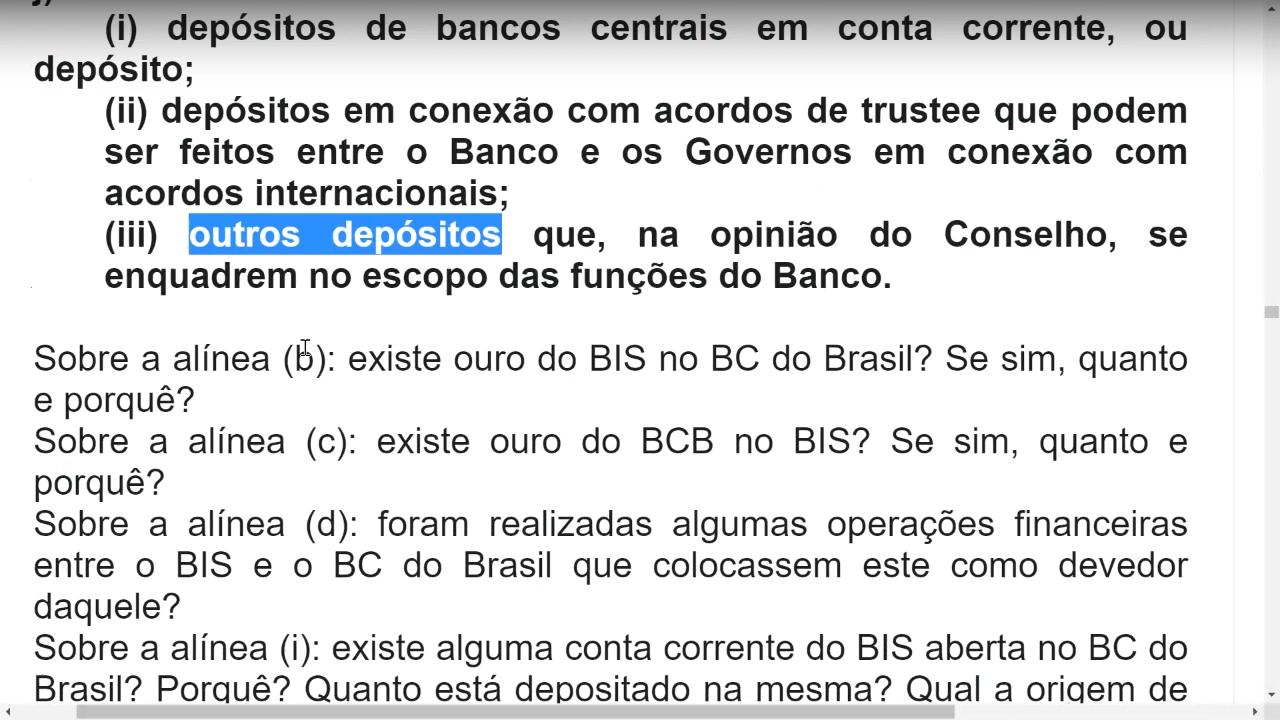 (i) depósitos de bancos centrais em conta corrente, ou
depósito;
(ii) depósitos em conexão com acordos de trustee que podem
ser feitos entre o Banco e os Governos em conexão com
acordos internacionais;
(iii) outros depósitos que, na opinião do Conselho, se
enquadrem no escopo das funções do Banco.
Sobre a alínea (b): existe ouro do BIS no BC do Brasil? Se sim, quanto
e porquê?
Sobre a alínea (c): existe ouro do BCB no BIS? Se sim, quanto e
porquê?
Sobre a alínea (d): foram realizadas algumas operações financeiras
entre o BIS e o BC do Brasil que colocassem este como devedor
daquele?
Sobre a alínea (i): existe alguma conta corrente do BIS aberta no BC do
Brasil? Porquê? Quanto está depositado na mesma? Qual a origem de